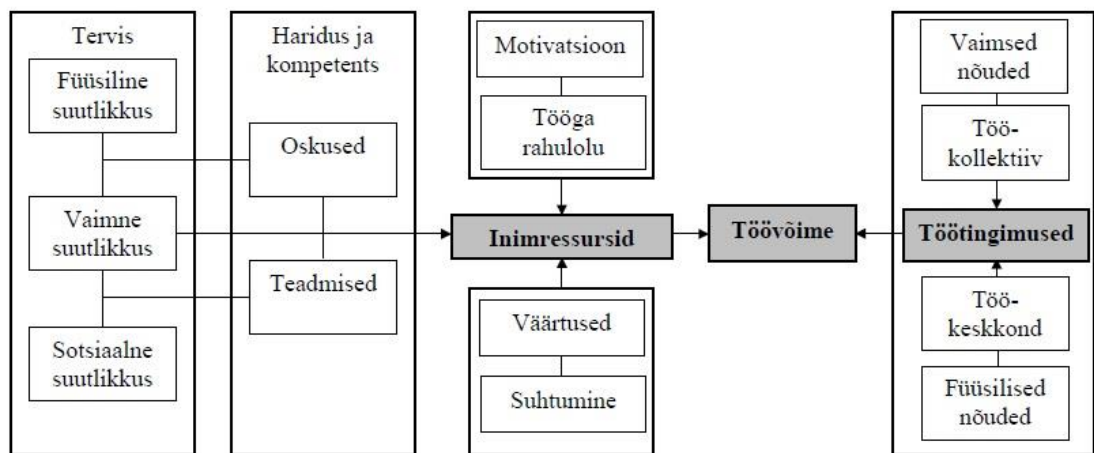 Tervis
Füüsiline
suutlikkus
Vaimne
suutlikkus
Sotsiaalne
suutlikkus
Haridus ja
kompetents
Oskused
Teadmised
Motivatsioon
Tööga
rahulolu
Inimressursid
Väärtused
Suhtumine
Töövõime
Vaimsed
nõuded
Töö-
kollektiiv
Töötingimused
Töö-
keskkond
Füüsilised
nõuded